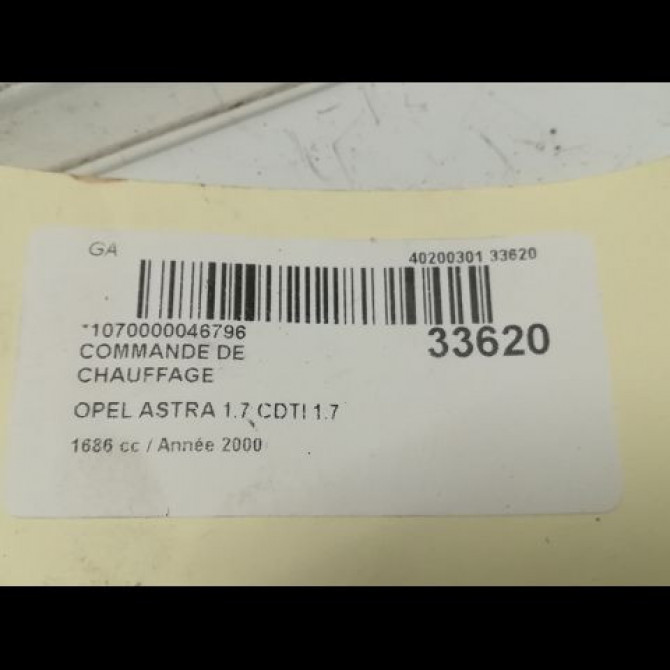 GA
40200301 33620
*1070000046796
33620
COMMANDE DE
CHAUFFAGE
OPEL ASTRA 1.7 CDTI 1.7
1686 cc / Année 2000